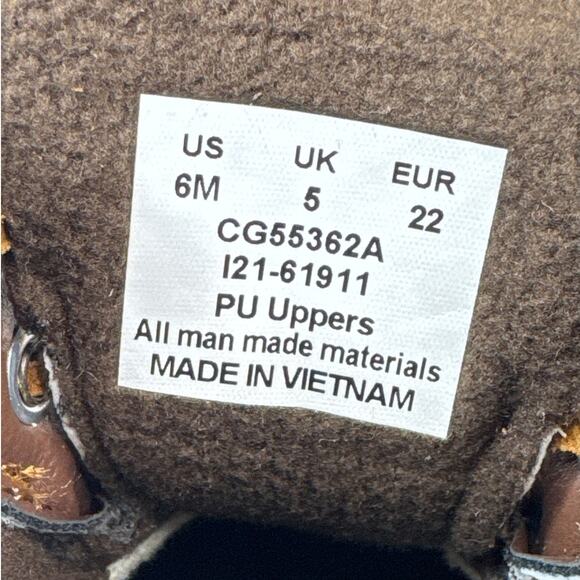 US UK EUR
6M 5 22
CG55362A
I21-61911
PU Uppers
All man made materials
MADE IN VIETNAM